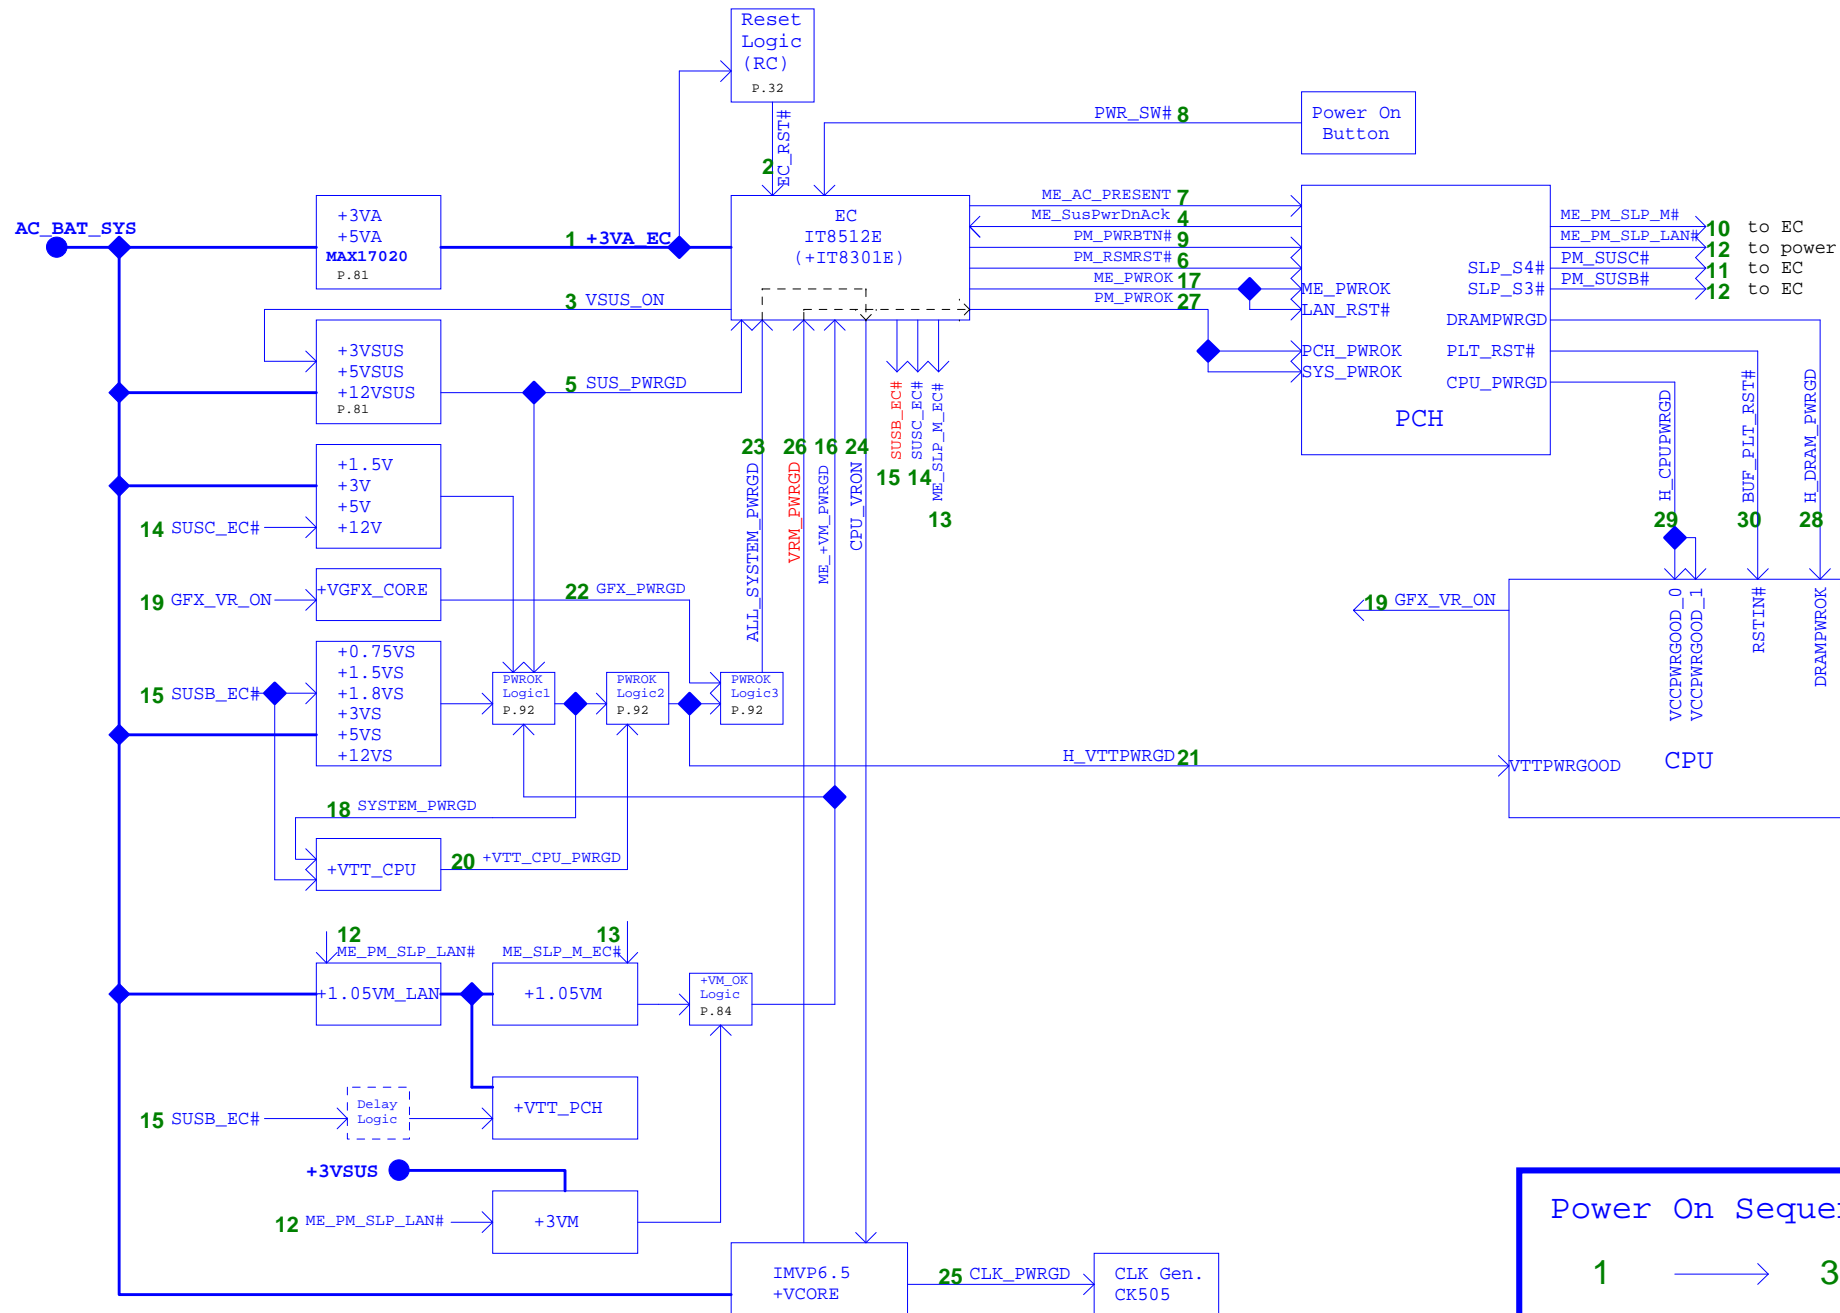 Reset
Logic
(RC)
P.32
EC_RST#
2
PWR_SW# 8
Power On
Button
AC_BAT_SYS
+3VA
+5VA
MAX17020
P.81
1 +3VA_EC
EC
IT8512E
(+IT8301E)
ME_AC_PRESENT 7
ME_SusPwrDnAck 4
PM_PWRBTN# 9
PM_RSMRST# 6
ME_PWROK 17
PM_PWROK 27
ME_PWROK
LAN_RST#
PCH_PWROK
SYS_PWROK
SLP_S4#
SLP_S3#
DRAMPWRGD
PLT_RST#
CPU_PWRGD
PCH
ME_PM_SLP_M# 10 to EC
ME_PM_SLP_LAN# 12 to power
PM_SUSC# 11 to EC
PM_SUSB# 12 to EC
3 VSUS_ON
+3VSUS
+5VSUS
+12VSUS
P.81
5 SUS_PWRGD
+1.5V
+3V
+5V
+12V
14 SUSC_EC#
23 ALL_SYSTEM_PWRGD
26 VRM_PWRGD
16 ME_+VM_PWRGD
24 CPU_VRON
15 SUSB_EC#
14 SUSC_EC#
13 ME_SLP_M_EC#
H_CPUPWRGD 29
BUF_PLT_RST# 30
H_DRAM_PWRGD 28
19 GFX_VR_ON
+VGFX_CORE
22 GFX_PWRGD
19 GFX_VR_ON
VCCPWRGOOD_0
VCCPWRGOOD_1
RSTIN#
DRAMPWROK
VTTPWRGOOD
CPU
15 SUSB_EC#
+0.75VS
+1.5VS
+1.8VS
+3VS
+5VS
+12VS
PWROK
Logic1
P.92
PWROK
Logic2
P.92
PWROK
Logic3
P.92
H_VTTPWRGD 21
18 SYSTEM_PWRGD
+VTT_CPU
20 +VTT_CPU_PWRGD
12
ME_PM_SLP_LAN#
13
ME_SLP_M_EC#
+1.05VM_LAN
+1.05VM
+VM_OK
Logic
P.84
15 SUSB_EC#
Delay
Logic
+VTT_PCH
+3VSUS
12 ME_PM_SLP_LAN#
+3VM
IMVP6.5
+VCORE
25 CLK_PWRGD
CLK Gen.
CK505
Power On Sequen
1 3